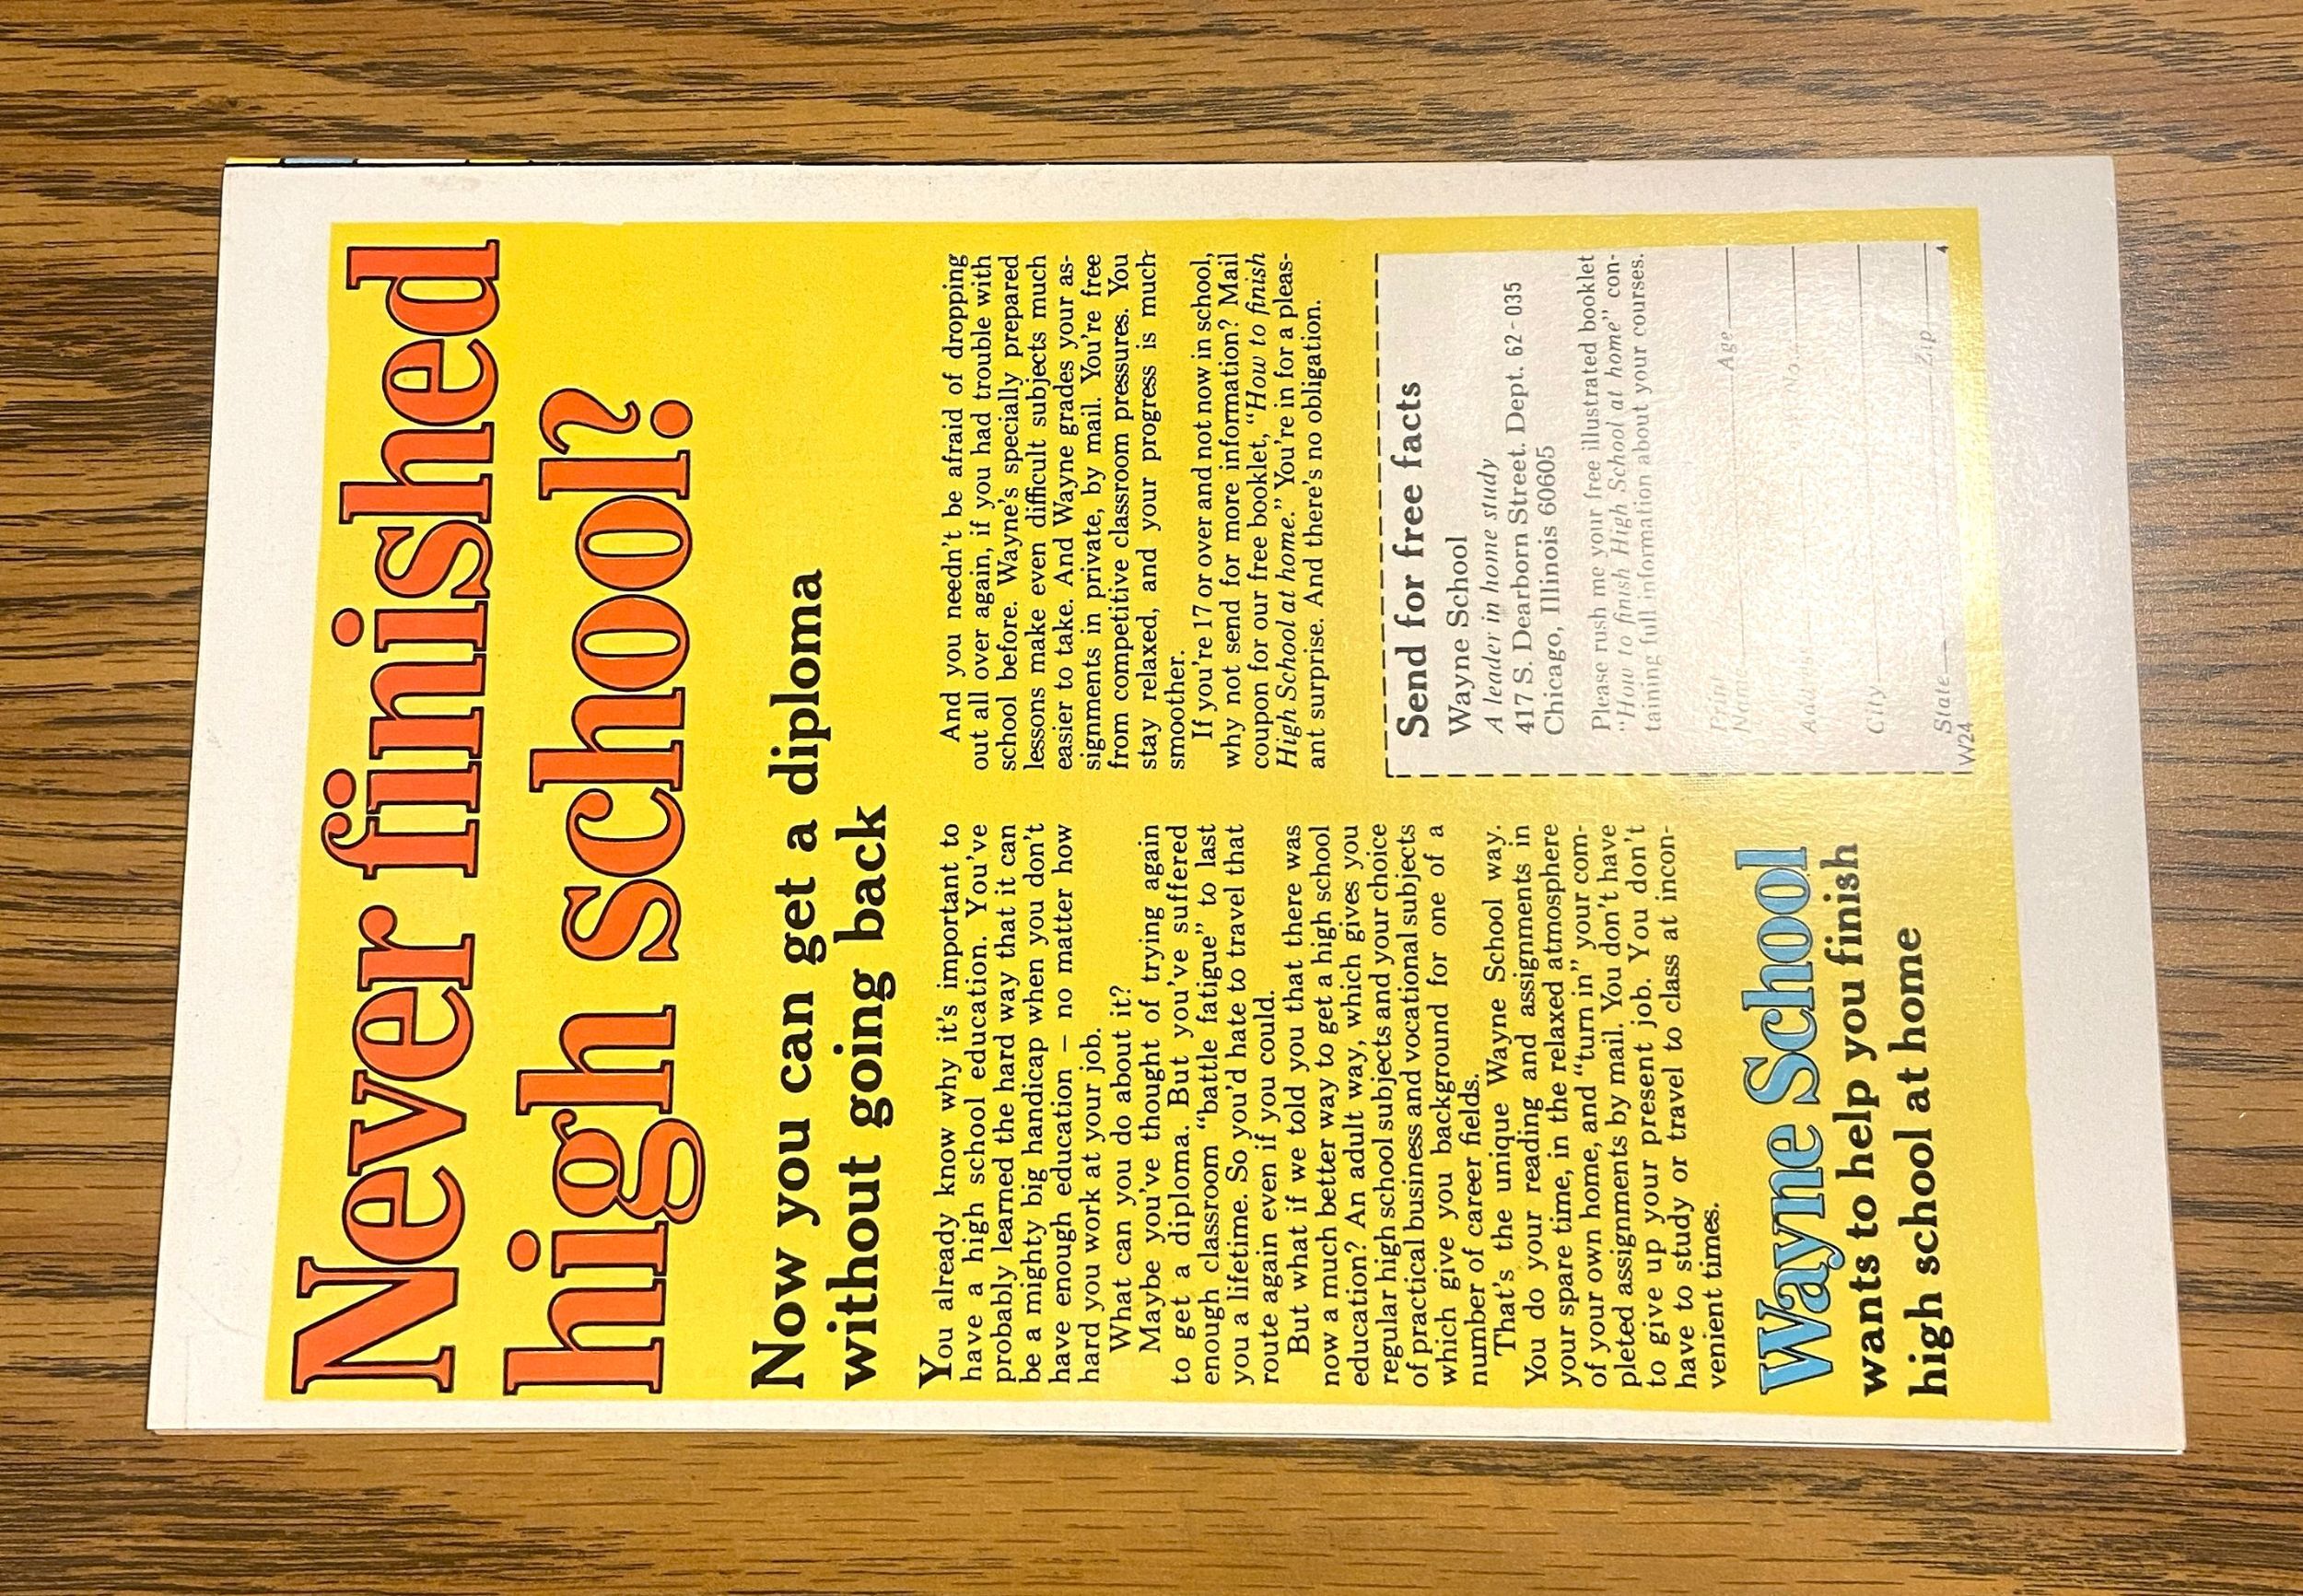 Never finished
high school?
Now you can get a diploma
without going back
You already know why it's important to
have a high school education. You've
probably learned the hard way that it can
be a mighty big handicap when you don't
have enough education – no matter how
hard you work at your job.
What can you do about it?
Maybe you've thought of trying again
to get a diploma. But you've suffered
enough classroom "battle fatigue" to last
you a lifetime. So you'd hate to travel that
route again even if you could.
But what if we told you that there was
now a much better way to get a high school
education? An adult way, which gives you
regular high school subjects and your choice
of practical business and vocational subjects
which give you background for one of a
number of career fields.
That's the unique Wayne School way.
You do your reading and assignments in
your spare time, in the relaxed atmosphere
of your own home, and "turn in" your com-
pleted assignments by mail. You don't have
to give up your present job. You don't
have to study or travel to class at incon-
venient times.
Wayne School
wants to help you finish
high school at home
And you needn't be afraid of dropping
out all over again, if you had trouble with
school before. Wayne's specially prepared
lessons make even difficult subjects much
easier to take. And Wayne grades your as-
signments in private, by mail. You're free
from competitive classroom pressures. You
stay relaxed, and your progress is much
smoother.
If you're 17 or over and not now in school,
why not send for more information? Mail
coupon for our free booklet, "How to finish
High School at home." You're in for a pleas-
ant surprise. And there's no obligation.
Send for free facts
Wayne School
A leader in home study
417 S. Dearborn Street. Dept. 62-035
Chicago, Illinois 60605
Please rush me your free illustrated booklet
"How to finish High School at home" con-
taining full information about your courses.
Print
Name Age
Address No.
City
State Zip
W24 4